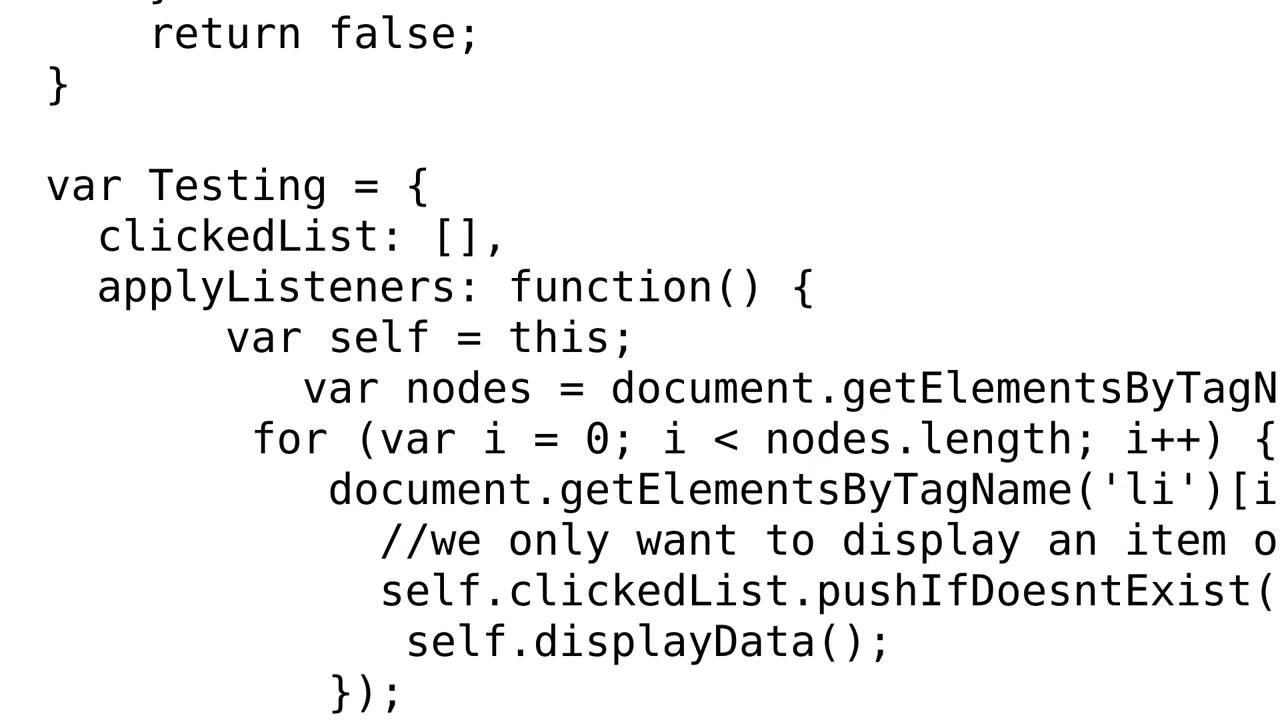 return false;
}
var Testing = {
clickedList: [],
applyListeners: function() {
var self = this;
var nodes = document.getElementsByTagN
for (var i = 0; i < nodes.length; i++) {
document.getElementsByTagName('li')[i
//we only want to display an item o
self.clickedList.pushIfDoesntExist(
self.displayData();
});